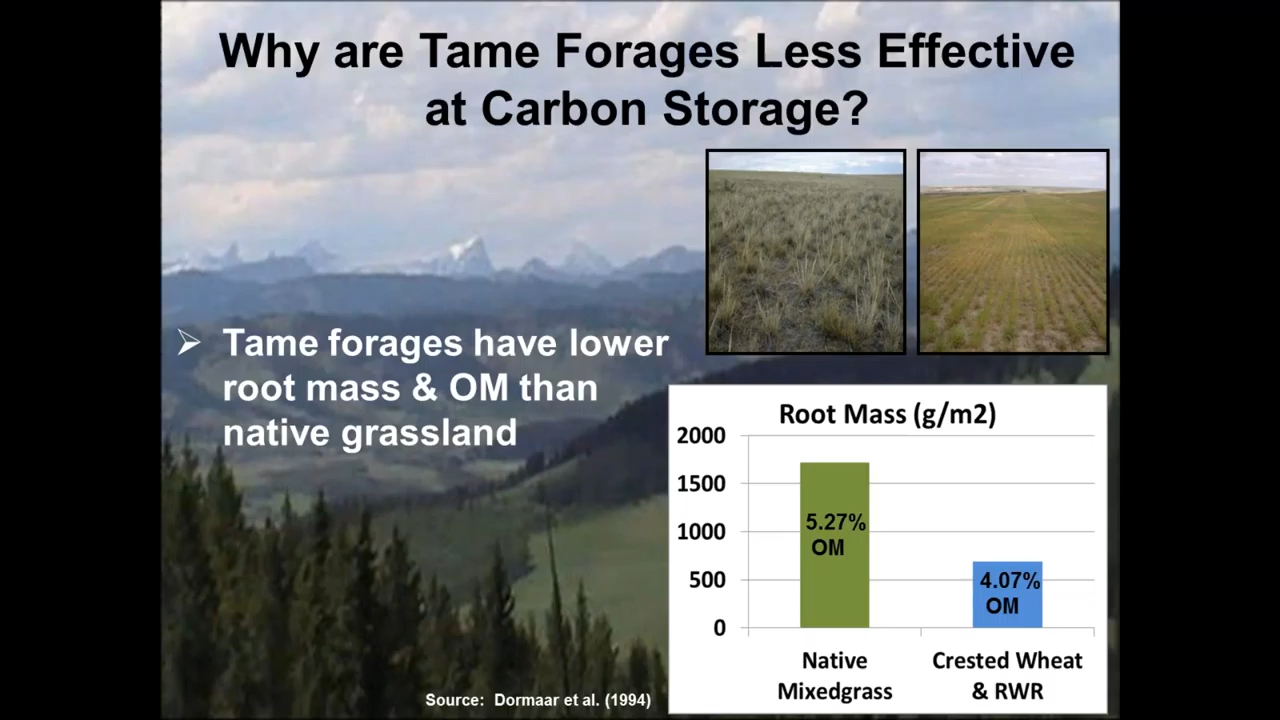 Why are Tame Forages Less Effective
at Carbon Storage?
➢ Tame forages have lower
root mass & OM than
native grassland
Root Mass (g/m2)
2000
1500
1000
500
0
5.27%
OM
4.07%
OM
Native
Mixedgrass
Crested Wheat
& RWR
Source: Dormaar et al. (1994)